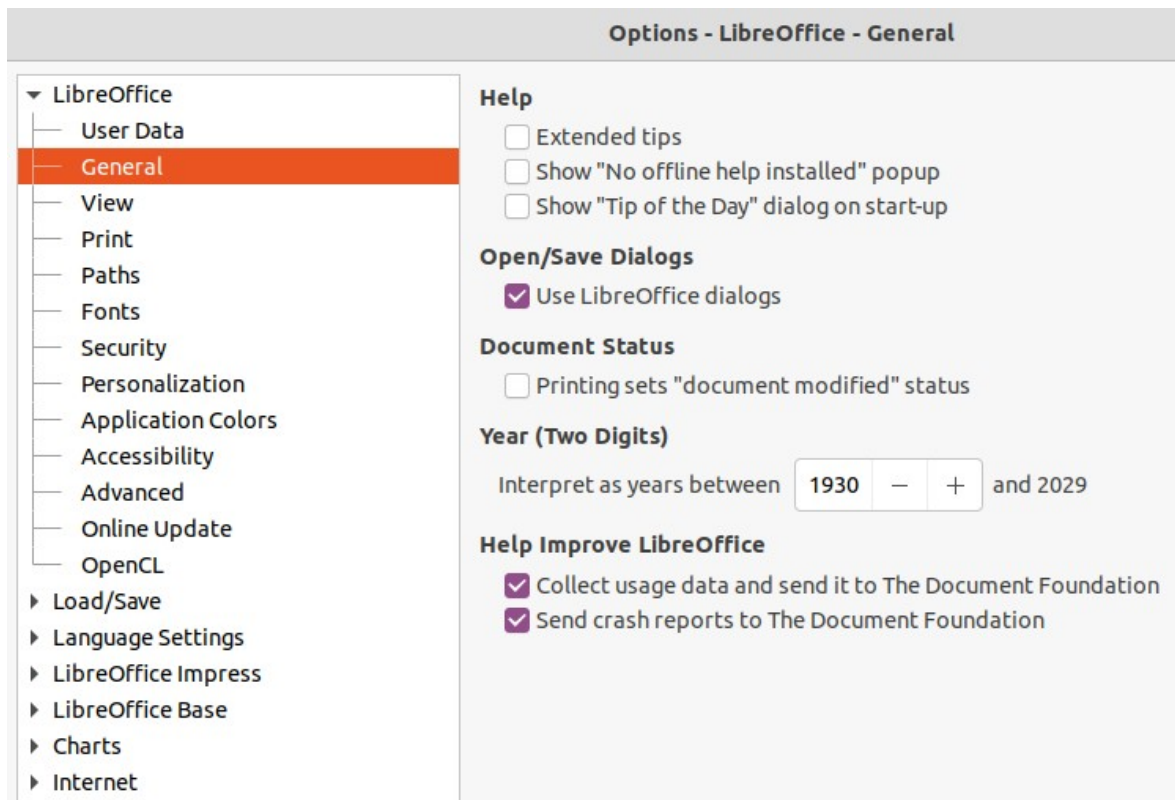 Options - LibreOffice - General
LibreOffice
User Data
General
View
Print
Paths
Fonts
Security
Personalization
Application Colors
Accessibility
Advanced
Online Update
OpenCL
Load/Save
Language Settings
LibreOffice Impress
LibreOffice Base
Charts
Internet
Help
Extended tips
Show "No offline help installed" popup
Show "Tip of the Day" dialog on start-up
Open/Save Dialogs
Use LibreOffice dialogs
Document Status
Printing sets "document modified" status
Year (Two Digits)
Interpret as years between 1930 − + and 2029
Help Improve LibreOffice
Collect usage data and send it to The Document Foundation
Send crash reports to The Document Foundation